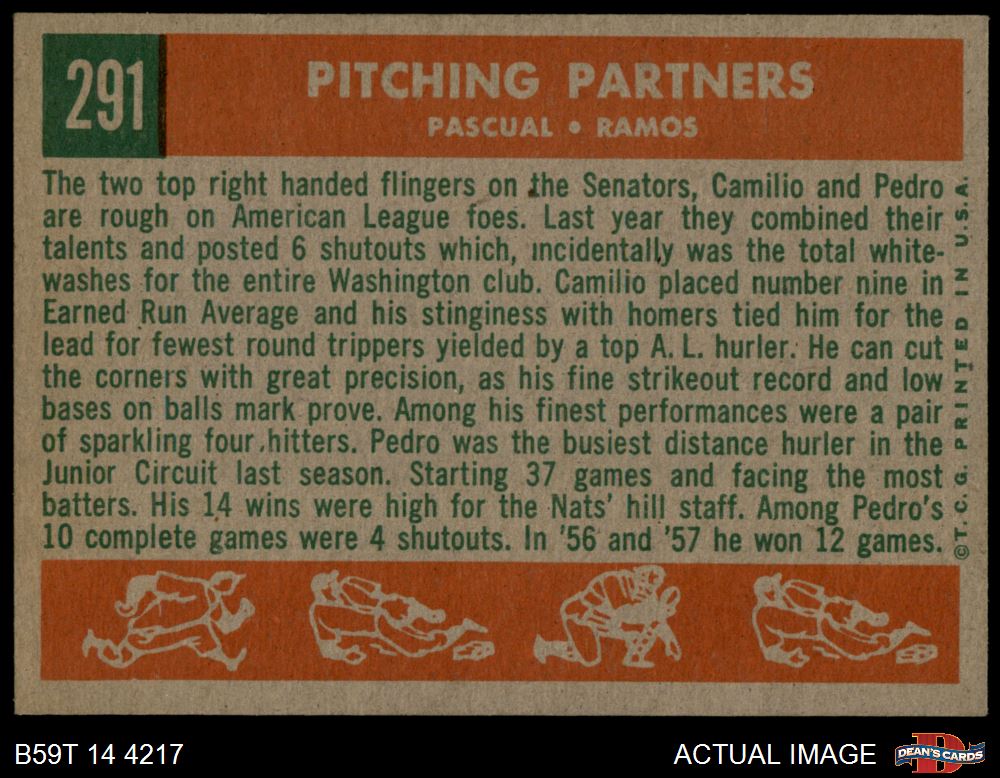 291
PITCHING PARTNERS
PASCUAL • RAMOS
The two top right handed flingers on the Senators, Camilio and Pedro
are rough on American League foes. Last year they combined their
talents and posted 6 shutouts which, incidentally was the total white-
washes for the entire Washington club. Camilio placed number nine in
Earned Run Average and his stinginess with homers tied him for the
lead for fewest round trippers yielded by a top A. L. hurler. He can cut
the corners with great precision, as his fine strikeout record and low
bases on balls mark prove. Among his finest performances were a pair
of sparkling four hitters. Pedro was the busiest distance hurler in the
Junior Circuit last season. Starting 37 games and facing the most
batters. His 14 wins were high for the Nats' hill staff. Among Pedro's
10 complete games were 4 shutouts. In '56 and '57 he won 12 games.
©T. C. G. PRINTED IN U.S.A.
B59T 14 4217
ACTUAL IMAGE
D
DEAN'S CARDS